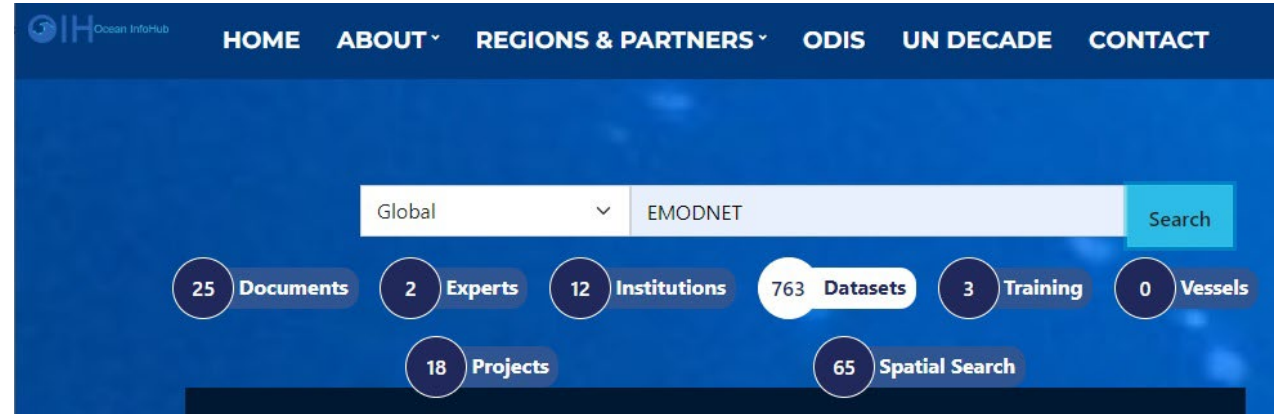 OIH Ocean InfoHub
HOME ABOUT REGIONS & PARTNERS ODIS UN DECADE CONTACT
Global EMODNET Search
25 Documents 2 Experts 12 Institutions 763 Datasets 3 Training 0 Vessels
18 Projects 65 Spatial Search